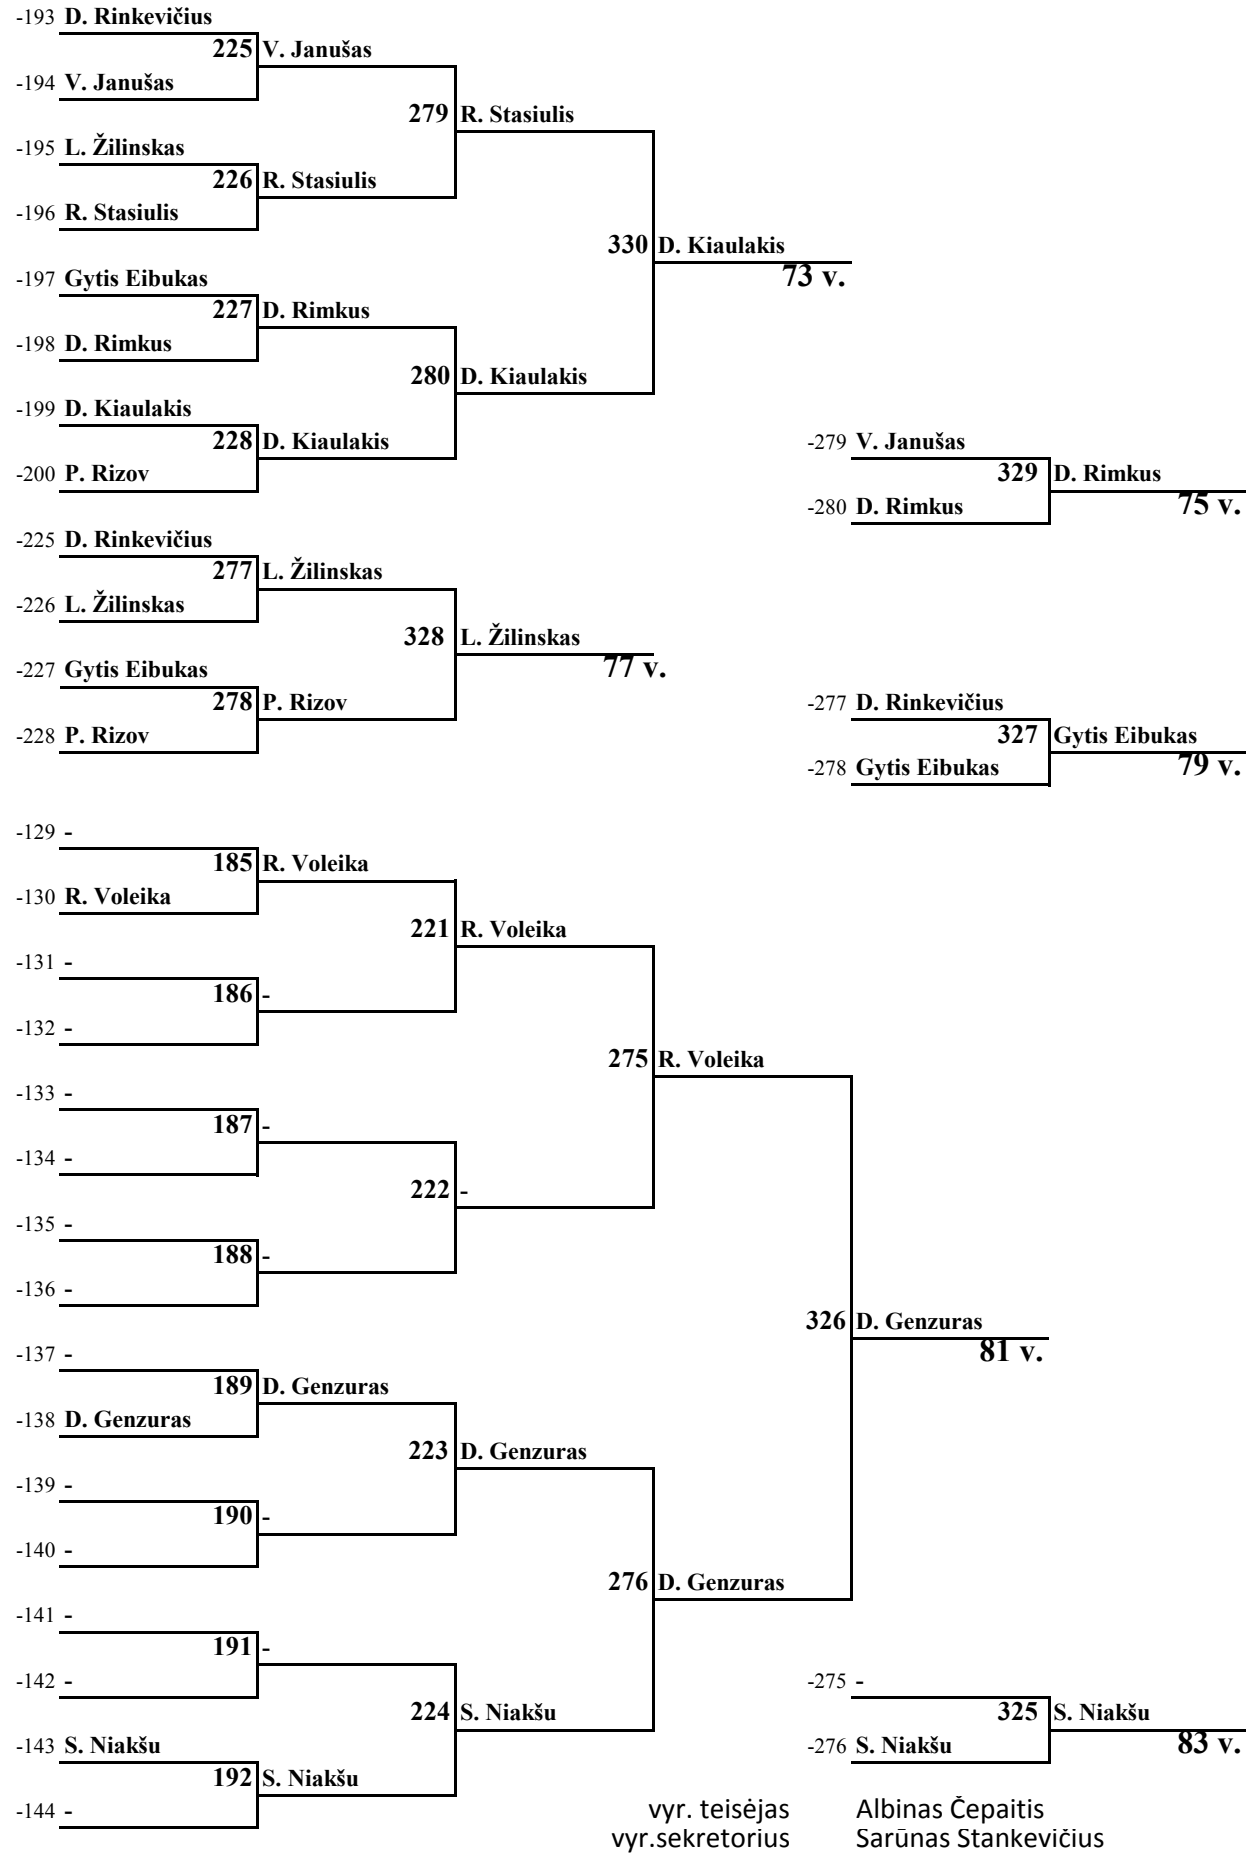 -193 D. Rinkevičius
225 V. Janušas
-194 V. Janušas
279 R. Stasiulis
-195 L. Žilinskas
226 R. Stasiulis
-196 R. Stasiulis
330 D. Kiaulakis
73 v.
-197 Gytis Eibukas
227 D. Rimkus
-198 D. Rimkus
280 D. Kiaulakis
-199 D. Kiaulakis
228 D. Kiaulakis
-200 P. Rizov
-279 V. Janušas
329 D. Rimkus
75 v.
-280 D. Rimkus
-225 D. Rinkevičius
277 L. Žilinskas
-226 L. Žilinskas
328 L. Žilinskas
77 v.
-227 Gytis Eibukas
278 P. Rizov
-228 P. Rizov
-277 D. Rinkevičius
327 Gytis Eibukas
79 v.
-278 Gytis Eibukas
-129 -
185 R. Voleika
-130 R. Voleika
221 R. Voleika
-131 -
186 -
-132 -
275 R. Voleika
-133 -
187 -
-134 -
222 -
-135 -
188 -
-136 -
326 D. Genzuras
81 v.
-137 -
189 D. Genzuras
-138 D. Genzuras
223 D. Genzuras
-139 -
190 -
-140 -
276 D. Genzuras
-141 -
191 -
-142 -
224 S. Niakšu
-143 S. Niakšu
192 S. Niakšu
-144 -
-275 -
325 S. Niakšu
83 v.
-276 S. Niakšu
vyr. teisėjas Albinas Čepaitis
vyr.sekretorius Sarūnas Stankevičius